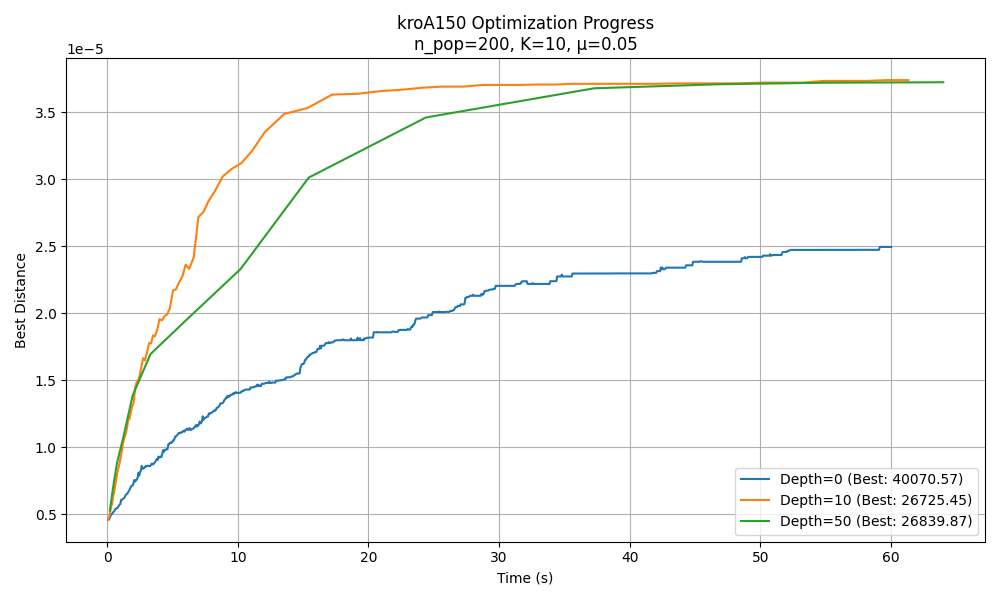 kroA150 Optimization Progress
n_pop=200, K=10, μ=0.05
1e−5
3.5
3.0
2.5
2.0
1.5
1.0
0.5
Best Distance
0 10 20 30 40 50 60
Time (s)
Depth=0 (Best: 40070.57)
Depth=10 (Best: 26725.45)
Depth=50 (Best: 26839.87)